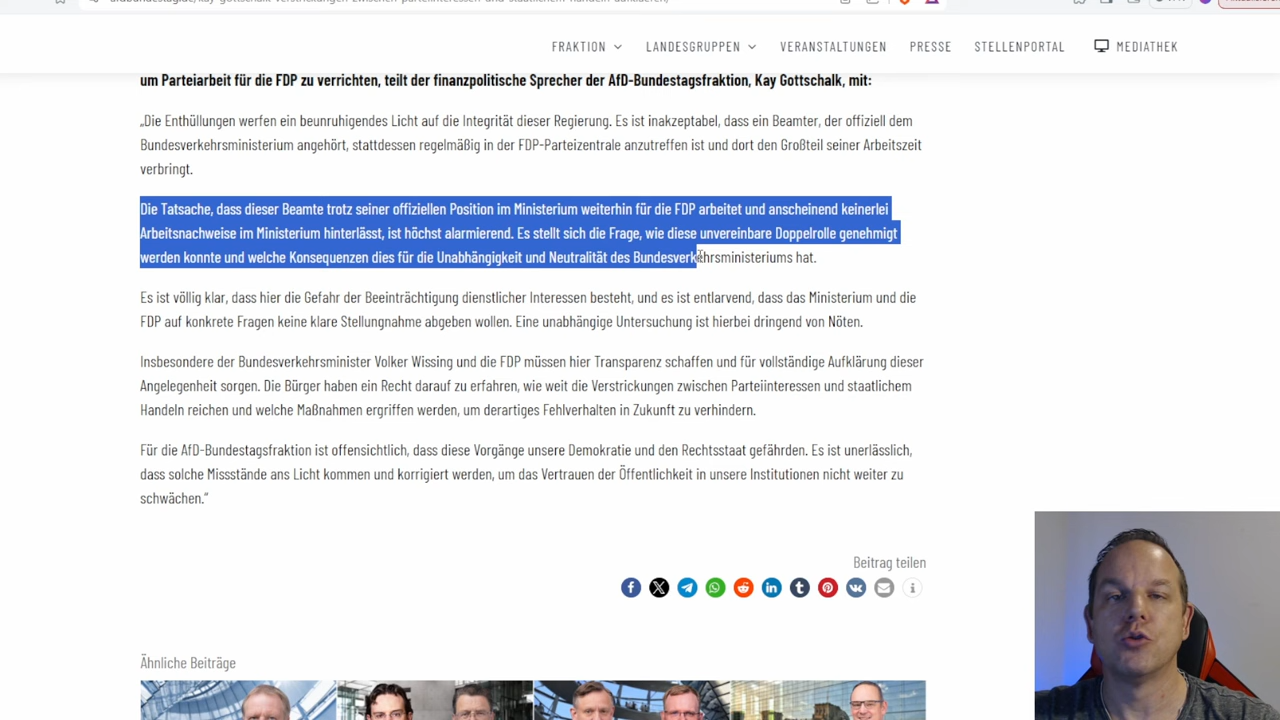 FRAKTION
LANDESGRUPPEN
VERANSTALTUNGEN
PRESSE
STELLENPORTAL
MEDIATHEK
um Parteiarbeit für die FDP zu verrichten, teilt der finanzpolitische Sprecher der AfD-Bundestagsfraktion, Kay Gottschalk, mit:
„Die Enthüllungen werfen ein beunruhigendes Licht auf die Integrität dieser Regierung. Es ist inakzeptabel, dass ein Beamter, der offiziell dem
Bundesverkehrsministerium angehört, stattdessen regelmäßig in der FDP-Parteizentrale anzutreffen ist und dort den Großteil seiner Arbeitszeit
verbringt.
Die Tatsache, dass dieser Beamte trotz seiner offiziellen Position im Ministerium weiterhin für die FDP arbeitet und anscheinend keinerlei
Arbeitsnachweise im Ministerium hinterlässt, ist höchst alarmierend. Es stellt sich die Frage, wie diese unvereinbare Doppelrolle genehmigt
werden konnte und welche Konsequenzen dies für die Unabhängigkeit und Neutralität des Bundesverkehrsministeriums hat.
Es ist völlig klar, dass hier die Gefahr der Beeinträchtigung dienstlicher Interessen besteht, und es ist entlarvend, dass das Ministerium und die
FDP auf konkrete Fragen keine klare Stellungnahme abgeben wollen. Eine unabhängige Untersuchung ist hierbei dringend von Nöten.
Insbesondere der Bundesverkehrsminister Volker Wissing und die FDP müssen hier Transparenz schaffen und für vollständige Aufklärung dieser
Angelegenheit sorgen. Die Bürger haben ein Recht darauf zu erfahren, wie weit die Verstrickungen zwischen Parteiinteressen und staatlichem
Handeln reichen und welche Maßnahmen ergriffen werden, um derartiges Fehlverhalten in Zukunft zu verhindern.
Für die AfD-Bundestagsfraktion ist offensichtlich, dass diese Vorgänge unsere Demokratie und den Rechtsstaat gefährden. Es ist unerlässlich,
dass solche Missstände ans Licht kommen und korrigiert werden, um das Vertrauen der Öffentlichkeit in unsere Institutionen nicht weiter zu
schwächen.“
Beitrag teilen
Ähnliche Beiträge